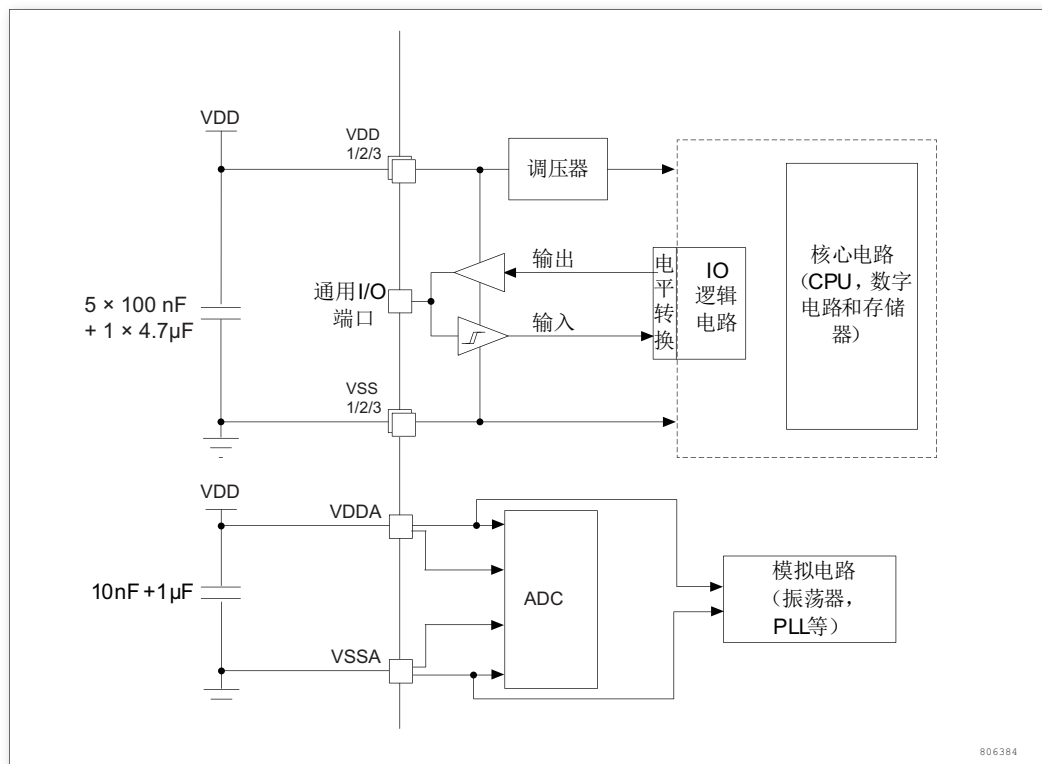 VDD
VDD
1/2/3
调压器
核心电路
（CPU，数字
电路和存储
器）
输出
电平转换
IO
逻辑
电路
通用I/O
端口
5 × 100 nF
+ 1 × 4.7μF
输入
VSS
1/2/3
VDD
VDDA
10nF +1μF
ADC
模拟电路
（振荡器，
PLL等）
VSSA
806384